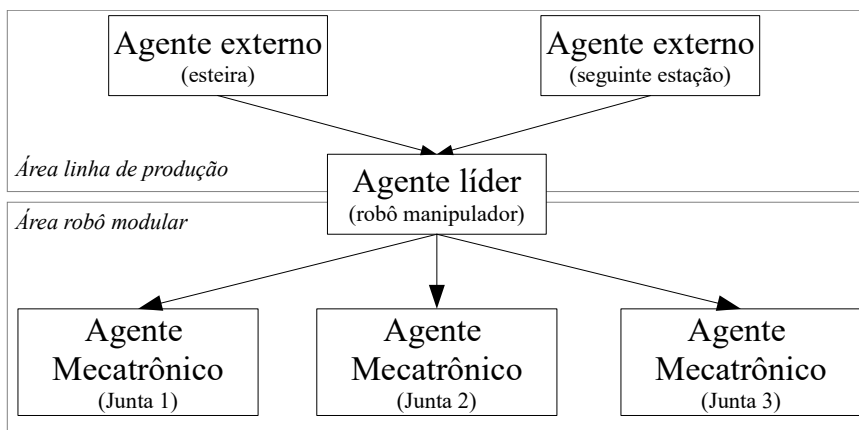 Agente externo
(esteira)
Agente externo
(seguinte estação)
Área linha de produção
Agente líder
(robô manipulador)
Área robô modular
Agente
Mecatrônico
(Junta 1)
Agente
Mecatrônico
(Junta 2)
Agente
Mecatrônico
(Junta 3)